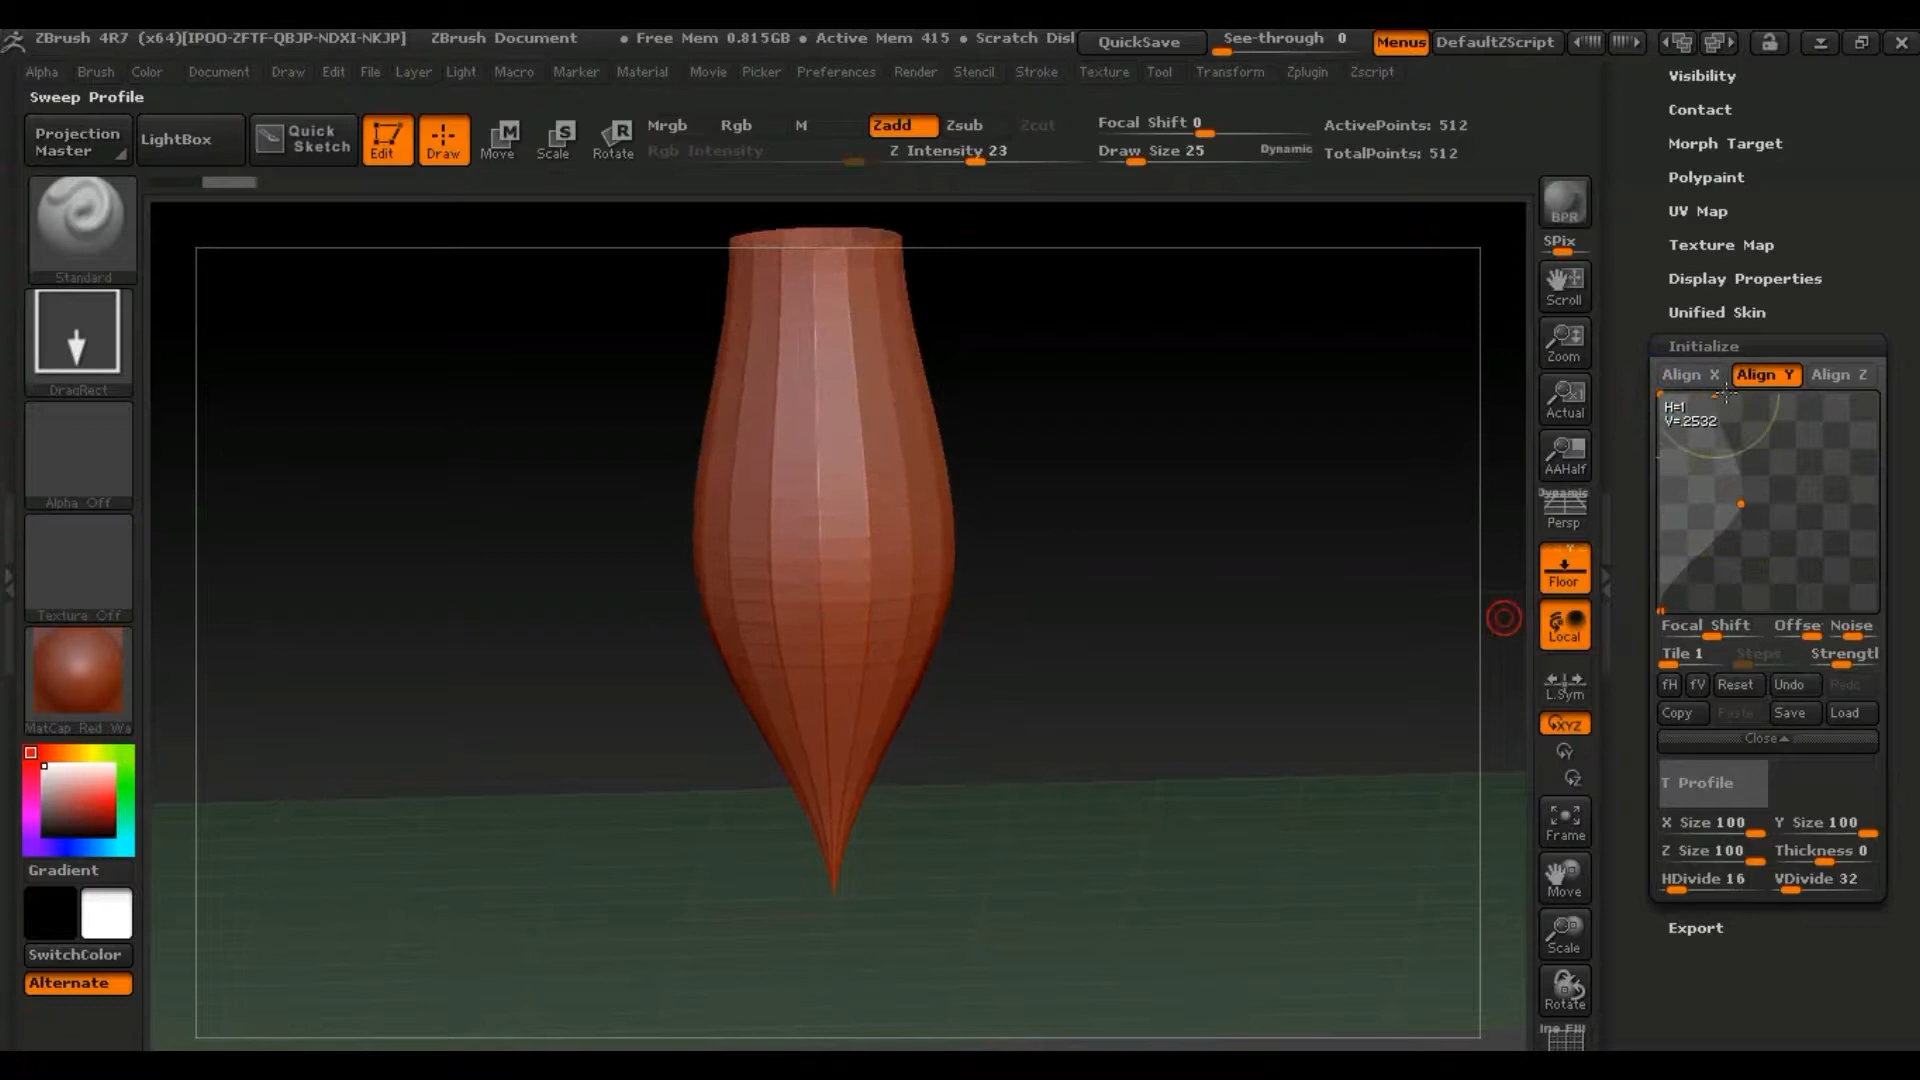 ZBrush 4R7 (x64)[IPOO-ZFTF-QBJP-NDXI-NKJP] ZBrush Document • Free Mem 0.815GB • Active Mem 415 • Scratch Disl QuickSave See-through 0 Menus DefaultZScript
Alpha Brush Color Document Draw Edit File Layer Light Macro Marker Material Movie Picker Preferences Render Stencil Stroke Texture Tool Transform Zplugin Zscript
Sweep Profile
Projection Master
LightBox
Quick Sketch
Edit
Draw
Move
Scale
Rotate
Mrgb Rgb M
Rgb Intensity
Zadd Zsub Zcut
Z Intensity 23
Focal Shift 0
Draw Size 25 Dynamic
ActivePoints: 512
TotalPoints: 512
Standard
DragRect
Alpha Off
Texture Off
MatCap Red Wa
Gradient
SwitchColor
Alternate
BPR
SPix
Scroll
Zoom
Actual
AAHalf
Dynamic
Persp
Floor
Local
L.Sym
XYZ
Y
Z
Frame
Move
Scale
Rotate
Visibility
Contact
Morph Target
Polypaint
UV Map
Texture Map
Display Properties
Unified Skin
Initialize
Align X Align Y Align Z
H=1
V=.2532
Focal Shift Offse Noise
Tile 1 Steps Strengtl
fH fV Reset Undo Redo
Copy Paste Save Load
Close
T Profile
X Size 100 Y Size 100
Z Size 100 Thickness 0
HDivide 16 VDivide 32
Export